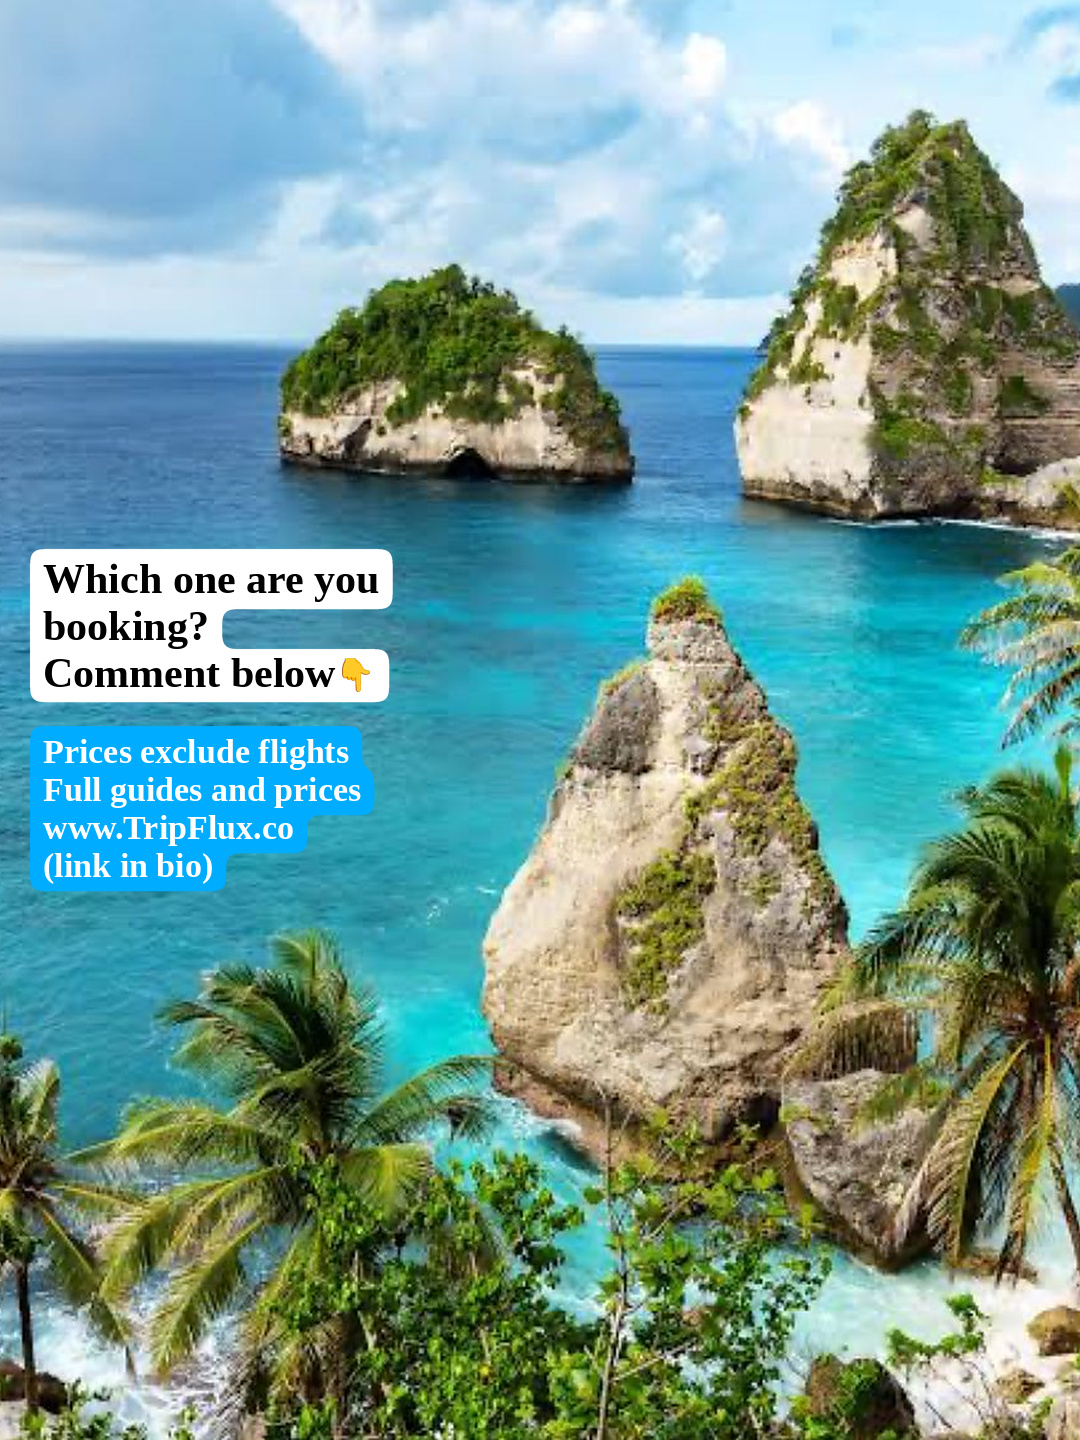 Which one are you
booking?
Comment below👇
Prices exclude flights
Full guides and prices
www.TripFlux.co
(link in bio)